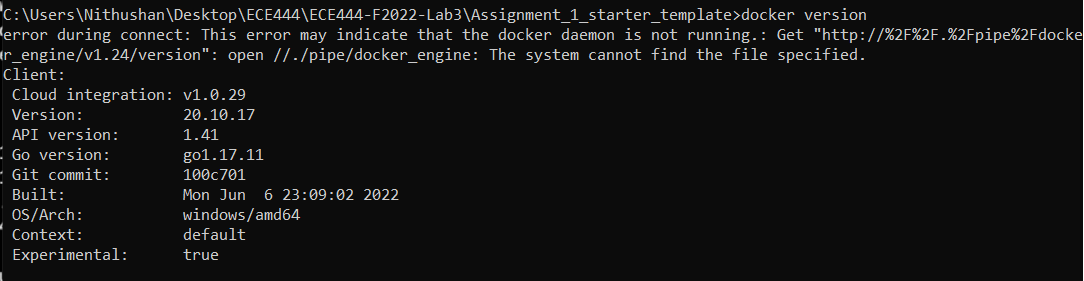 C:\Users\Nithushan\Desktop\ECE444\ECE444-F2022-Lab3\Assignment_1_starter_template>docker version
error during connect: This error may indicate that the docker daemon is not running.: Get "http://%2F%2F.%2Fpipe%2Fdocke
r_engine/v1.24/version": open //./pipe/docker_engine: The system cannot find the file specified.
Client:
 Cloud integration: v1.0.29
 Version:           20.10.17
 API version:       1.41
 Go version:        go1.17.11
 Git commit:        100c701
 Built:             Mon Jun  6 23:09:02 2022
 OS/Arch:           windows/amd64
 Context:           default
 Experimental:      true